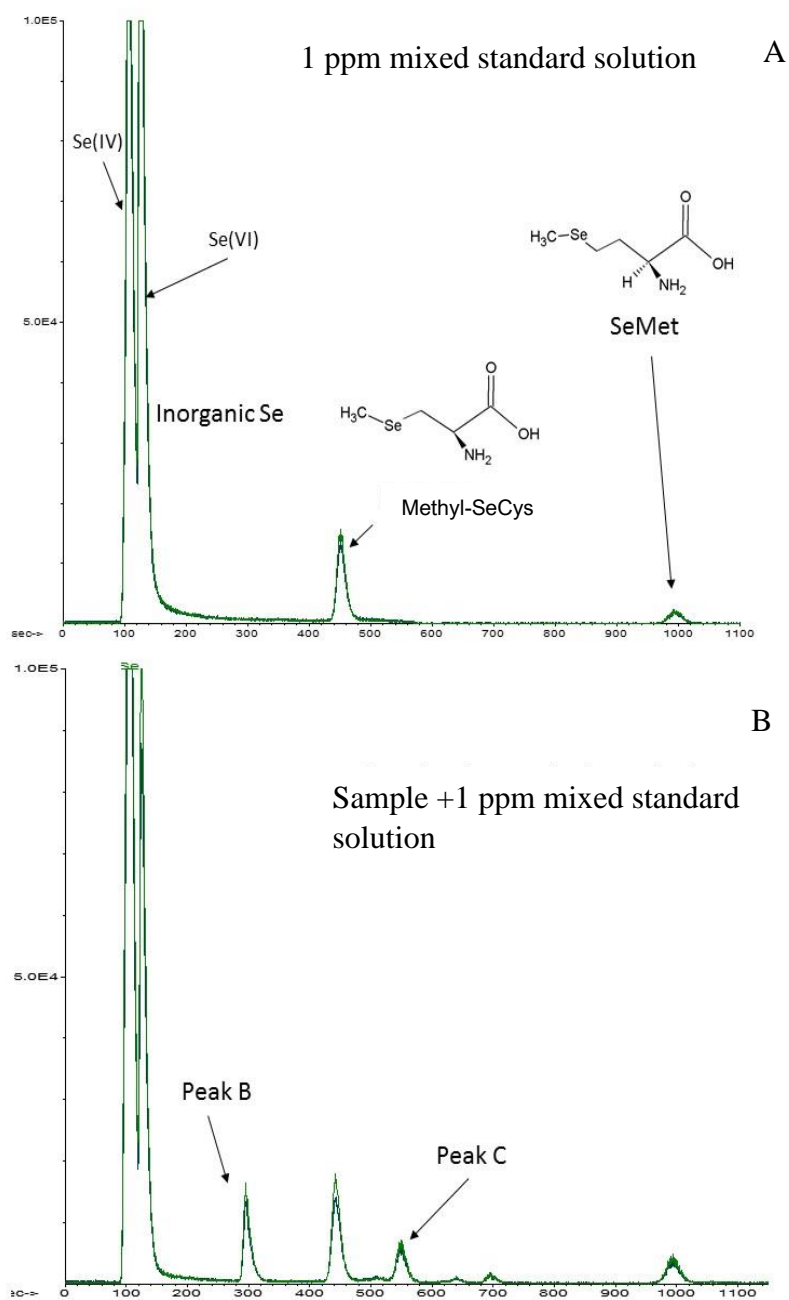 1.0E5
1 ppm mixed standard solution
A
Se(IV)
Se(VI)
O
H₃C
Se
OH
H
NH₂
SeMet
5.0E4
O
Inorganic Se
H₃C
Se
OH
NH₂
Methyl-SeCys
sec->
0 100 200 300 400 500 600 700 800 900 1000 1100
1.0E5
Se
B
Sample +1 ppm mixed standard
solution
5.0E4
Peak B
Peak C
0 100 200 300 400 500 600 700 800 900 1000 1100